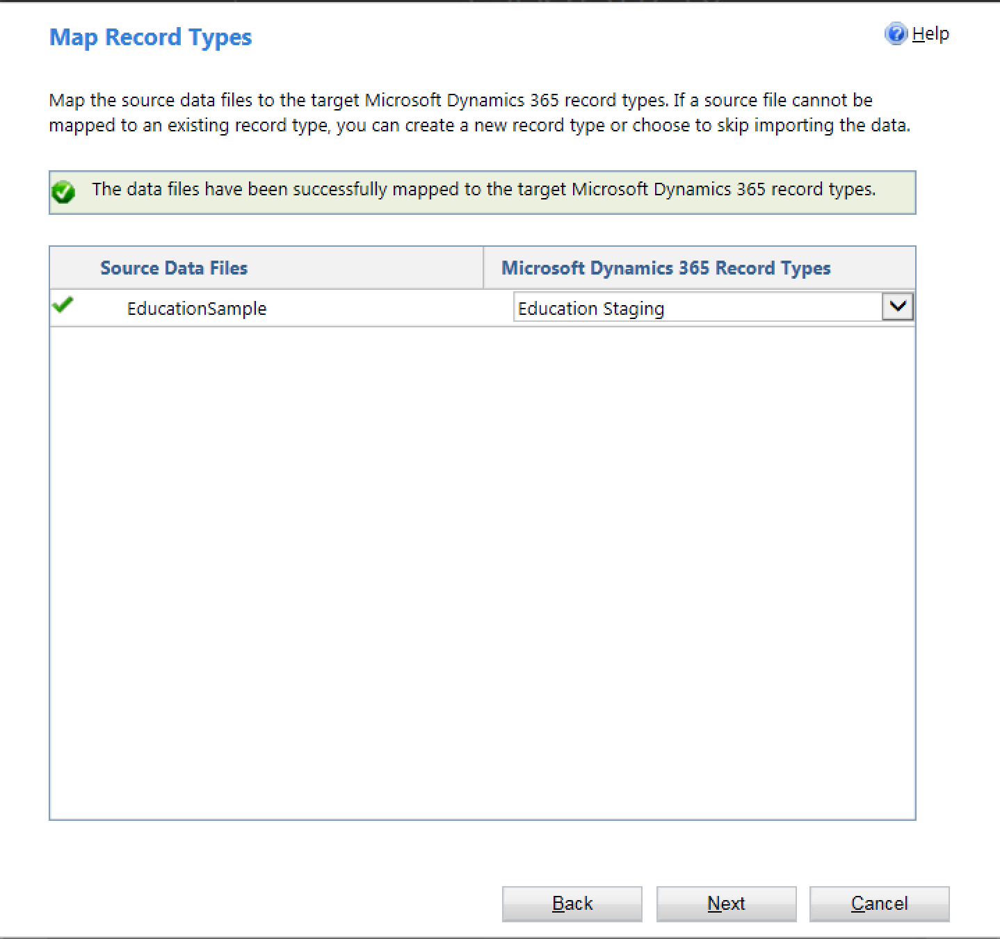 Map Record Types
Help
Map the source data files to the target Microsoft Dynamics 365 record types. If a source file cannot be
mapped to an existing record type, you can create a new record type or choose to skip importing the data.
The data files have been successfully mapped to the target Microsoft Dynamics 365 record types.
Source Data Files
Microsoft Dynamics 365 Record Types
EducationSample
Education Staging
Back
Next
Cancel